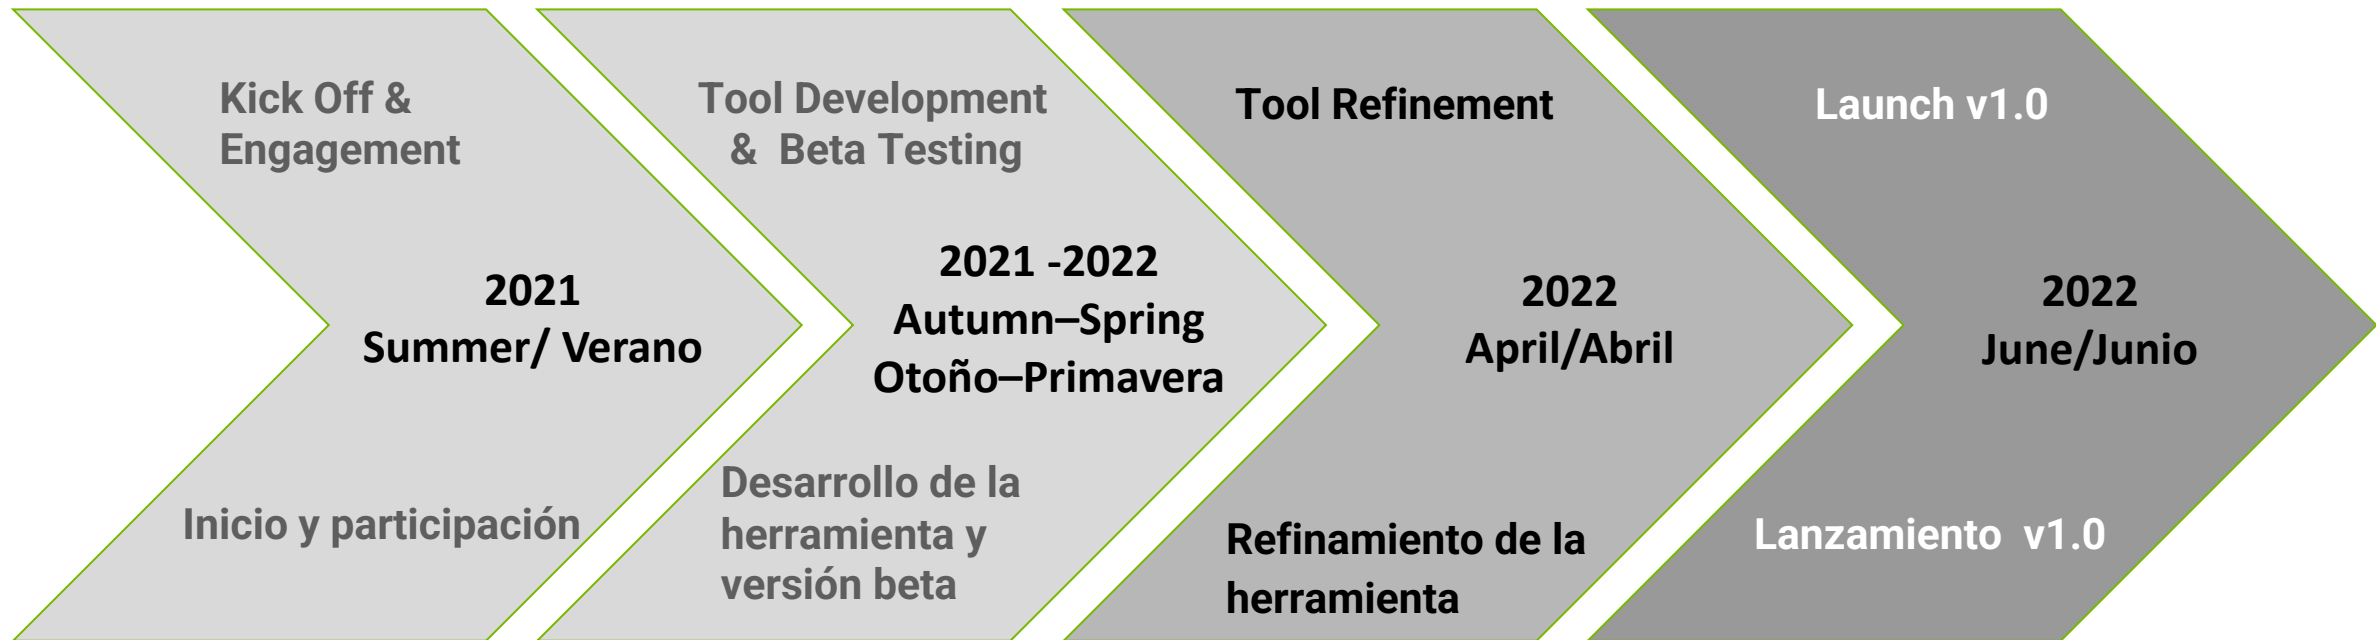 Kick Off &
Engagement
2021
Summer/ Verano
Inicio y participación
Tool Development
& Beta Testing
2021 -2022
Autumn–Spring
Otoño–Primavera
Desarrollo de la
herramienta y
versión beta
Tool Refinement
2022
April/Abril
Refinamiento de la
herramienta
Launch v1.0
2022
June/Junio
Lanzamiento v1.0